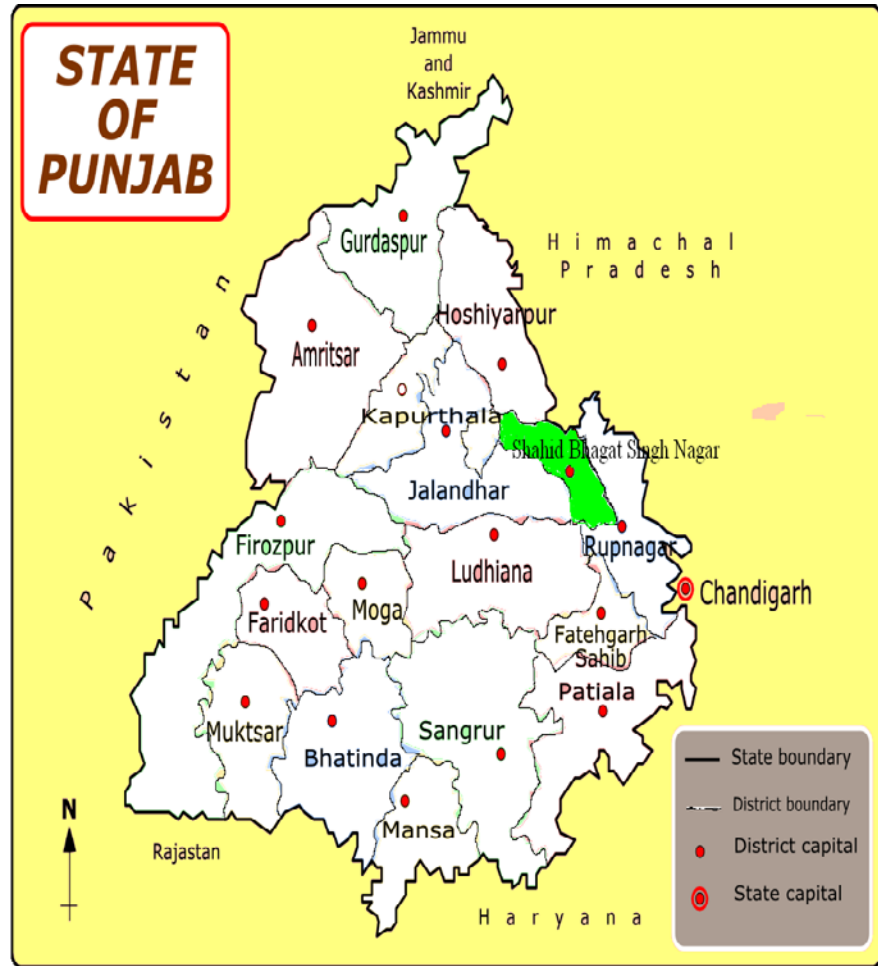 STATE
OF
PUNJAB
Jammu
and
Kashmir
Gurdaspur
Himachal
Pradesh
Pakistan
Hoshiyarpur
Amritsar
Kapurthala
Shahid Bhagat Singh Nagar
Jalandhar
Firozpur
Rupnagar
Ludhiana
Chandigarh
Moga
Faridkot
Fatehgarh
Sahib
Patiala
Muktsar
Sangrur
Bhatinda
Mansa
N
Rajastan
Haryana
State boundary
District boundary
District capital
State capital